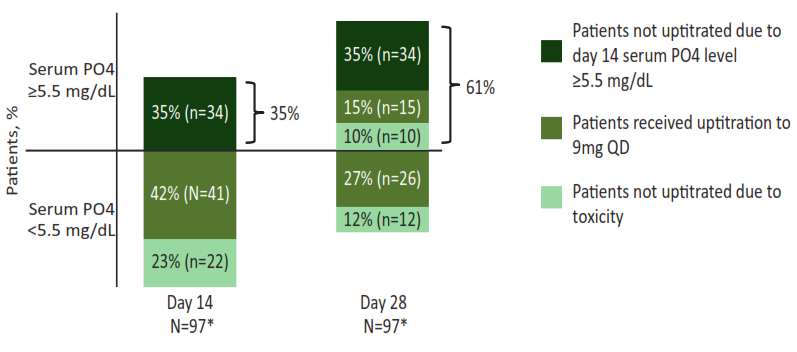 Patients, %
Serum PO4
≥5.5 mg/dL
Serum PO4
<5.5 mg/dL
35% (n=34)
35%
42% (N=41)
23% (n=22)
Day 14
N=97*
35% (n=34)
15% (n=15)
10% (n=10)
61%
27% (n=26)
12% (n=12)
Day 28
N=97*
Patients not uptitrated due to
day 14 serum PO4 level
≥5.5 mg/dL
Patients received uptitration to
9mg QD
Patients not uptitrated due to
toxicity